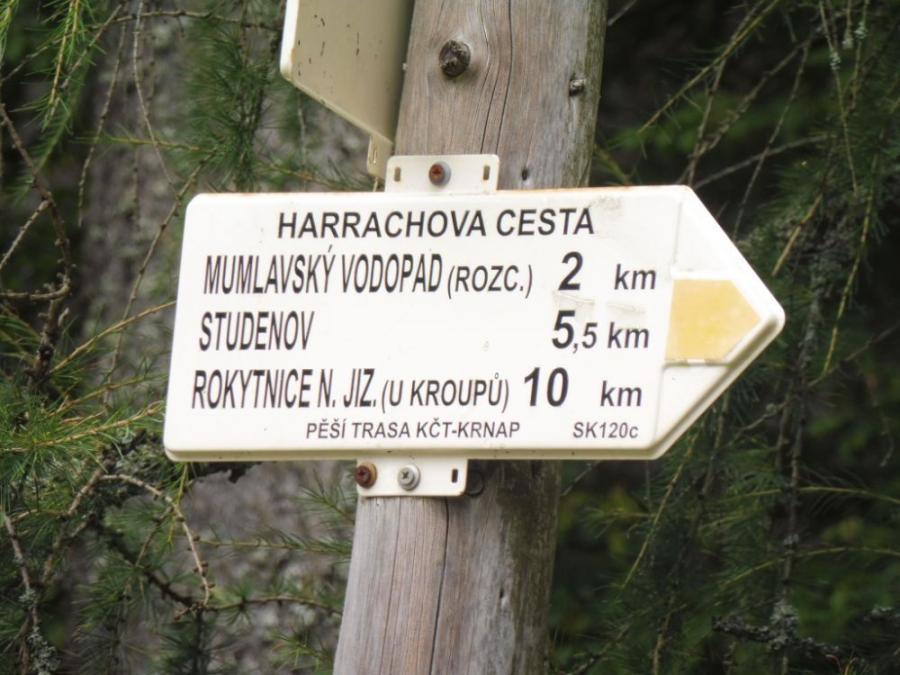 HARRACHOVA CESTA
MUMLAVSKÝ VODOPAD (ROZC.) 2 km
STUDENOV 5,5 km
ROKYTNICE N. JIZ. (U KROUPŮ) 10 km
PĚŠÍ TRASA KČT-KRNAP SK120c